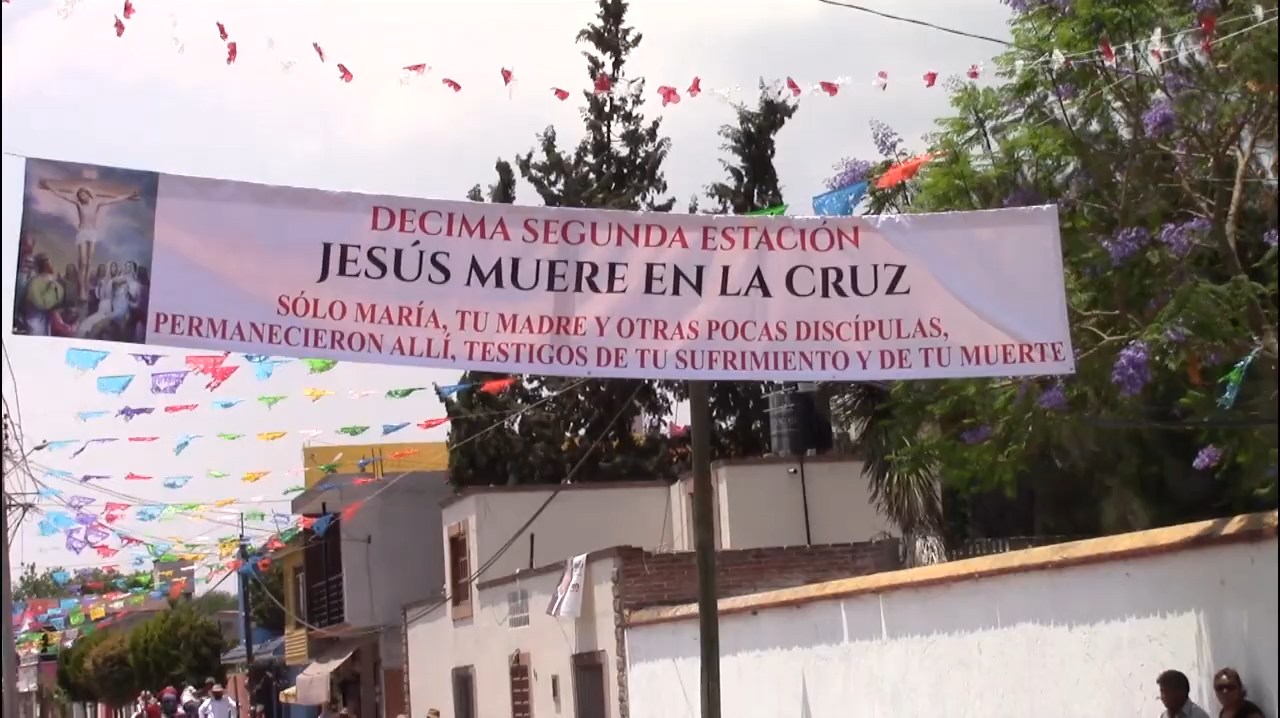 DECIMA SEGUNDA ESTACIÓN
JESÚS MUERE EN LA CRUZ
SÓLO MARÍA, TU MADRE Y OTRAS POCAS DISCÍPULAS,
PERMANECIERON ALLÍ, TESTIGOS DE TU SUFRIMIENTO Y DE TU MUERTE